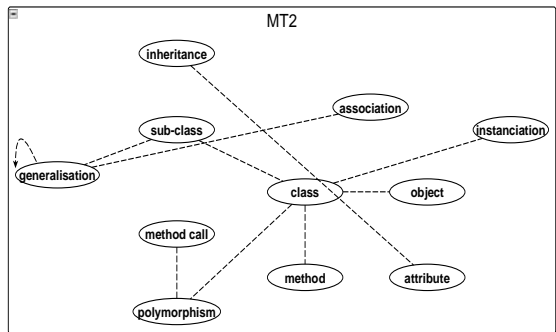 MT2
inheritance
association
sub-class
instanciation
generalisation
class
object
method call
method
attribute
polymorphism